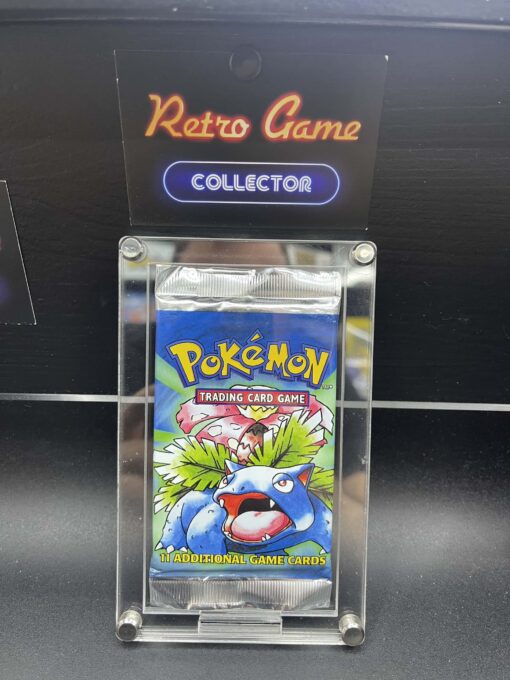 Retro Game
COLLECTOR
POKéMON
TRADING CARD GAME
11 ADDITIONAL GAME CARDS